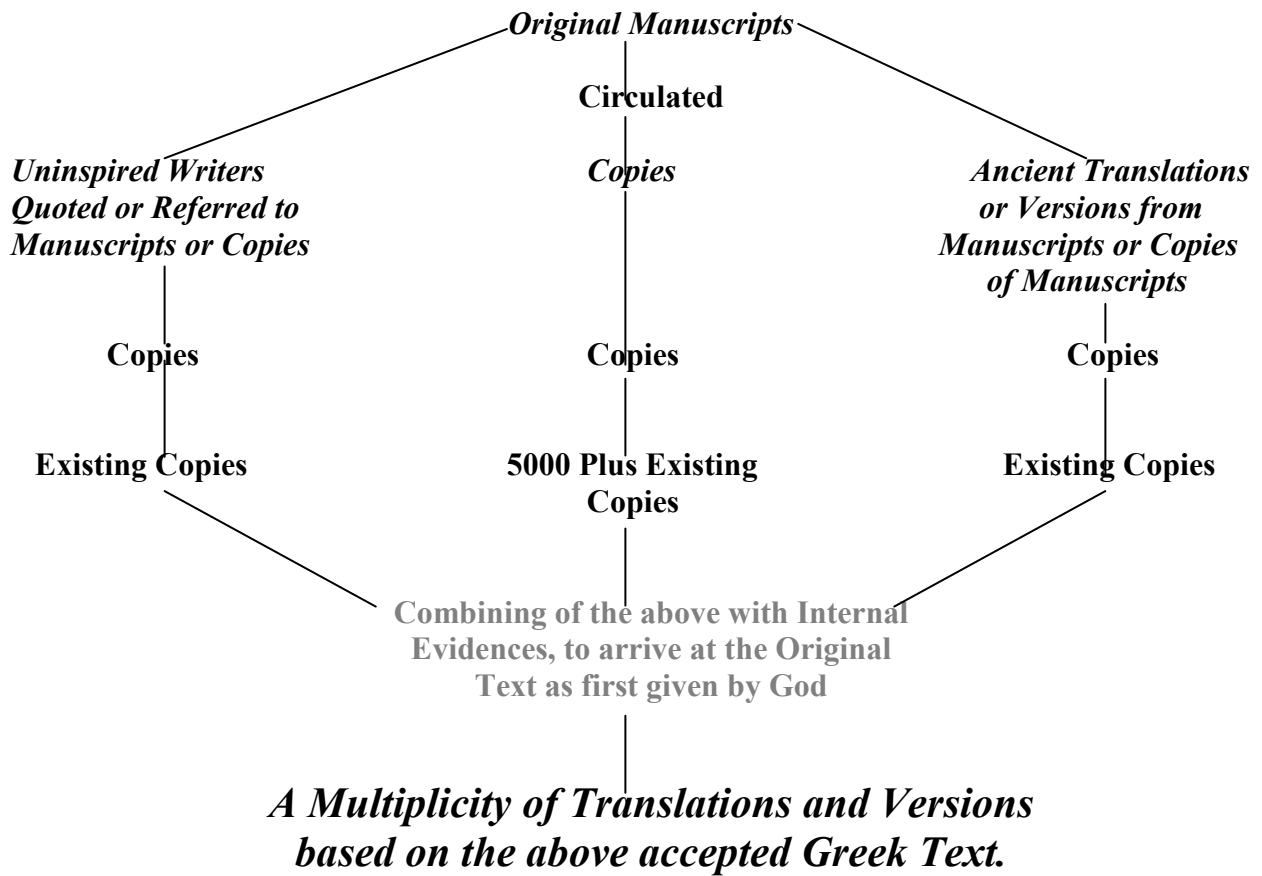 Original Manuscripts
Circulated
Uninspired Writers
Quoted or Referred to
Manuscripts or Copies
Copies
Ancient Translations
or Versions from
Manuscripts or Copies
of Manuscripts
Copies
Copies
Copies
Existing Copies
5000 Plus Existing
Copies
Existing Copies
Combining of the above with Internal
Evidences, to arrive at the Original
Text as first given by God
A Multiplicity of Translations and Versions
based on the above accepted Greek Text.